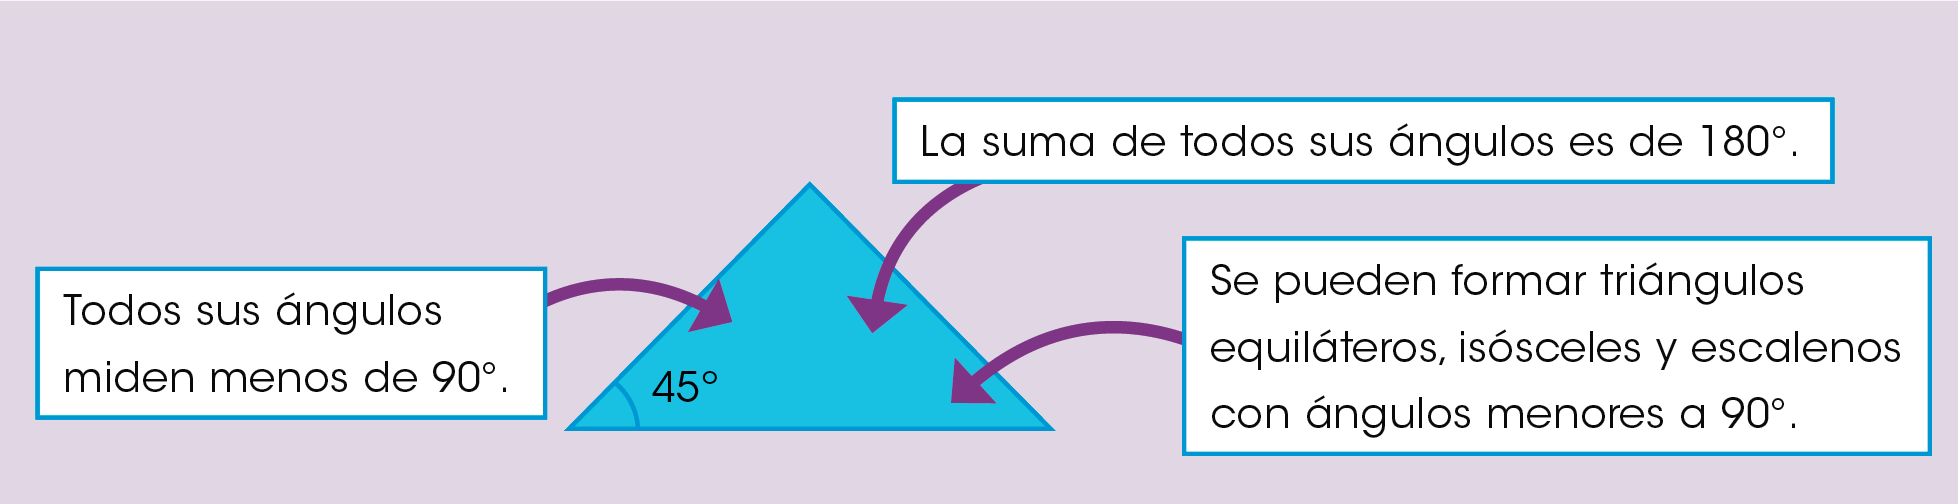 La suma de todos sus ángulos es de 180°.
Todos sus ángulos
miden menos de 90°.
45°
Se pueden formar triángulos
equiláteros, isósceles y escalenos
con ángulos menores a 90°.